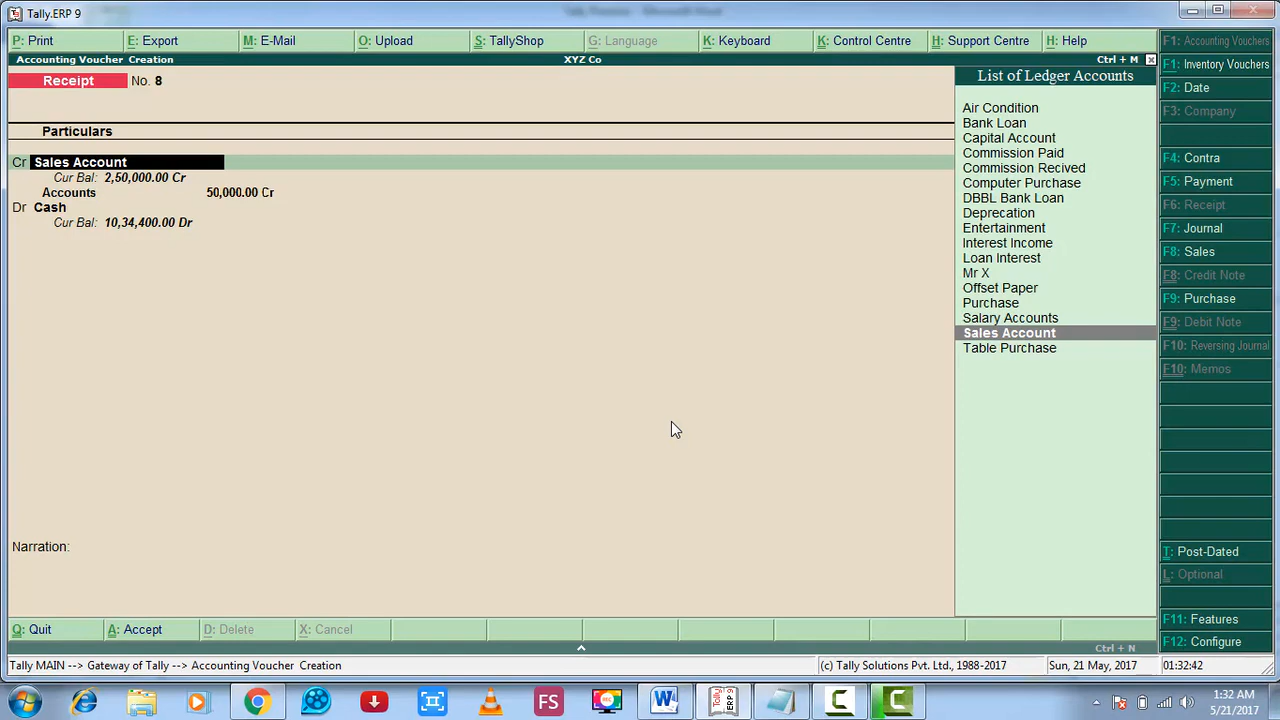 Tally.ERP 9
P: Print
E: Export
M: E-Mail
O: Upload
S: TallyShop
G: Language
K: Keyboard
K: Control Centre
H: Support Centre
H: Help
Accounting Voucher Creation
XYZ Co
Ctrl + M
Receipt No. 8
Particulars
Cr Sales Account
Cur Bal: 2,50,000.00 Cr
Accounts 50,000.00 Cr
Dr Cash
Cur Bal: 10,34,400.00 Dr
Narration:
List of Ledger Accounts
Air Condition
Bank Loan
Capital Account
Commission Paid
Commission Recived
Computer Purchase
DBBL Bank Loan
Deprecation
Entertainment
Interest Income
Loan Interest
Mr X
Offset Paper
Purchase
Salary Accounts
Sales Account
Table Purchase
F1: Accounting Vouchers
F1: Inventory Vouchers
F2: Date
F3: Company
F4: Contra
F5: Payment
F6: Receipt
F7: Journal
F8: Sales
F8: Credit Note
F9: Purchase
F9: Debit Note
F10: Reversing Journal
F10: Memos
T: Post-Dated
L: Optional
F11: Features
F12: Configure
Q: Quit
A: Accept
D: Delete
X: Cancel
Ctrl + N
Tally MAIN --> Gateway of Tally --> Accounting Voucher Creation
(c) Tally Solutions Pvt. Ltd., 1988-2017
Sun, 21 May, 2017
01:32:42
FS
REC
1:32 AM
5/21/2017